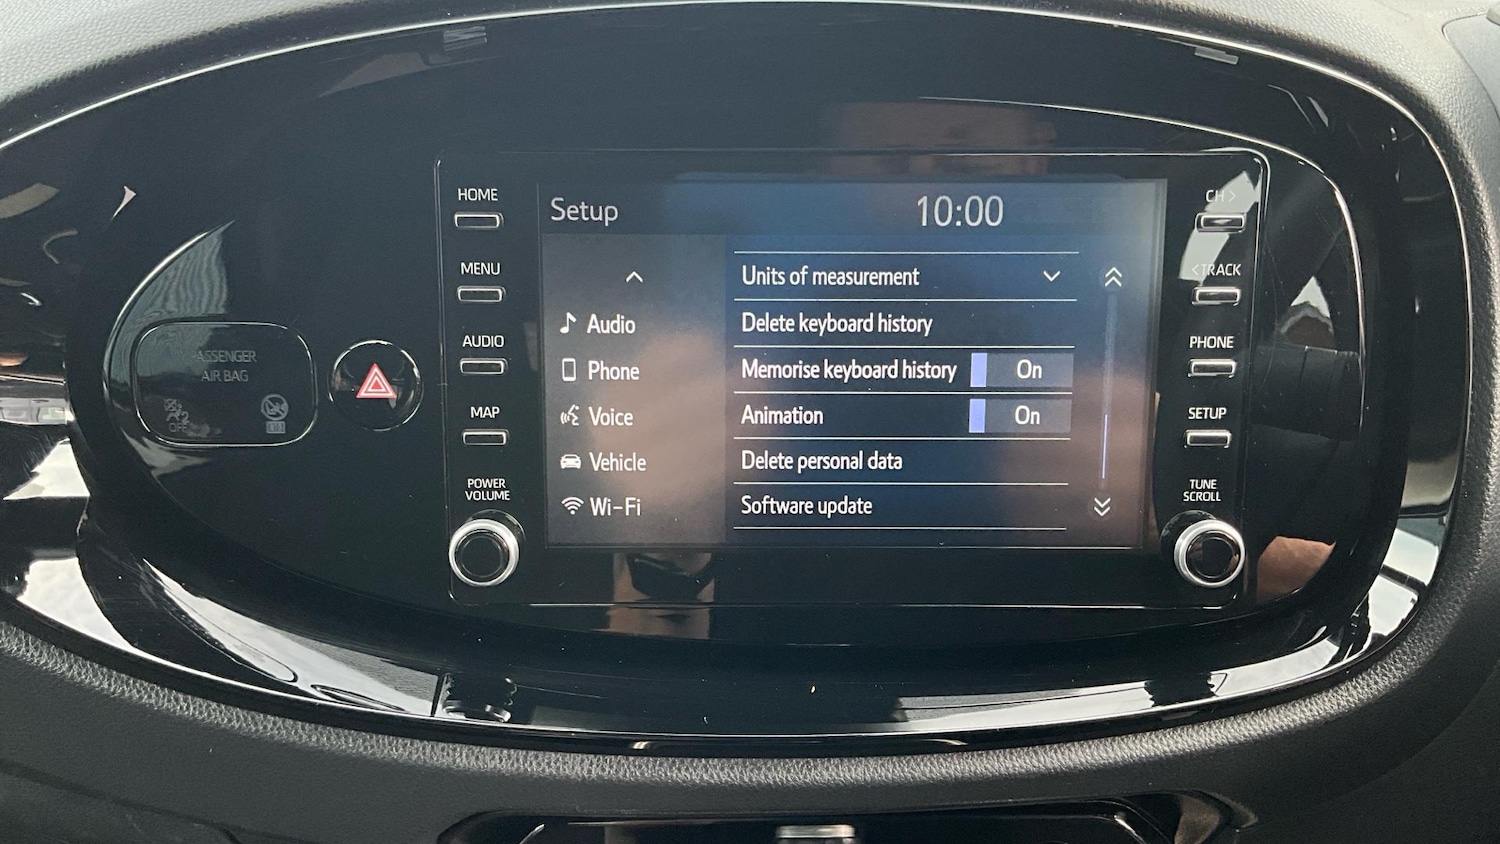 HOME
MENU
AUDIO
MAP
POWER
VOLUME
PASSENGER
AIR BAG
OFF
ON
Setup
10:00
Audio
Phone
Voice
Vehicle
Wi-Fi
Units of measurement
Delete keyboard history
Memorise keyboard history On
Animation On
Delete personal data
Software update
CH >
< TRACK
PHONE
SETUP
TUNE
SCROLL